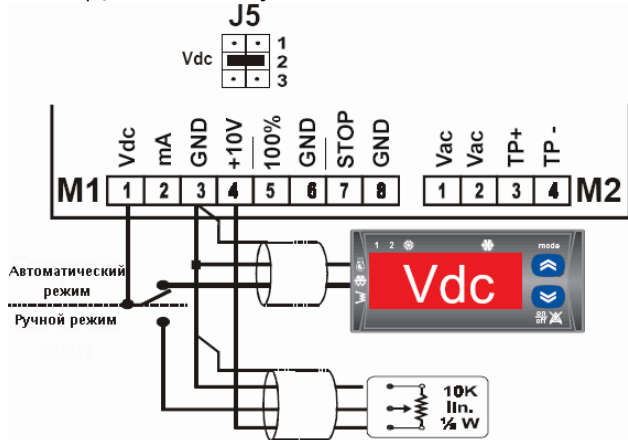 J5
1
Vdc 2
3
Vdc mA GND +10V 100% GND STOP GND Vac Vac TP+ TP -
M1 1 2 3 4 5 6 7 8 1 2 3 4 M2
1 2 mode
Автоматический
режим
Vdc
Ручной режим
on
off
10K
lin.
½ W